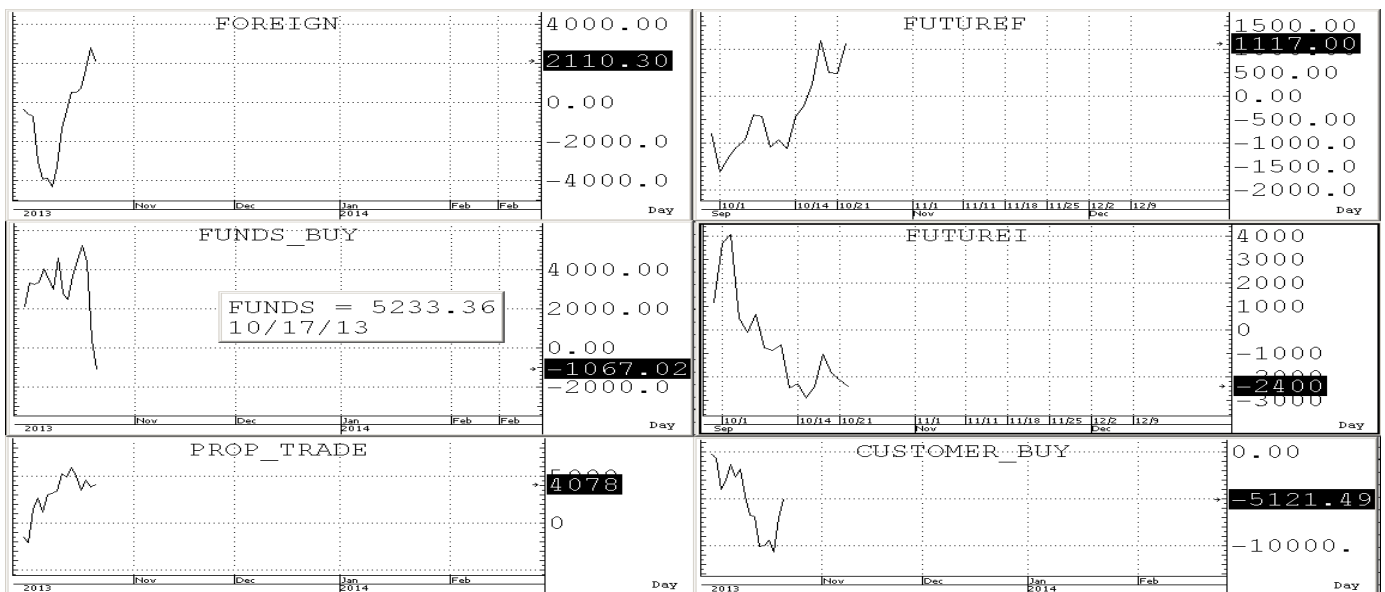 FOREIGN
4000.00
2110.30
0.00
-2000.0
-4000.0
Nov Dec Jan Feb Feb
2013 2014 Day
FUTUREF
1500.00
1117.00
500.00
0.00
-500.00
-1000.0
-1500.0
-2000.0
10/1 10/14 10/21 11/1 11/11 11/18 11/25 12/2 12/9
Sep Nov Dec Day
FUNDS_BUY
4000.00
FUNDS = 5233.36
10/17/13
2000.00
0.00
-1067.02
-2000.0
Nov Dec Jan Feb Feb
2013 2014 Day
FUTUREI
4000
3000
2000
1000
0
-1000
-2400
-3000
10/1 10/14 10/21 11/1 11/11 11/18 11/25 12/2 12/9
Sep Nov Dec Day
PROP_TRADE
5000
4078
0
Nov Dec Jan Feb
2013 2014 Day
CUSTOMER_BUY
0.00
-5121.49
-10000.
Nov Dec Jan Feb
2013 2014 Day